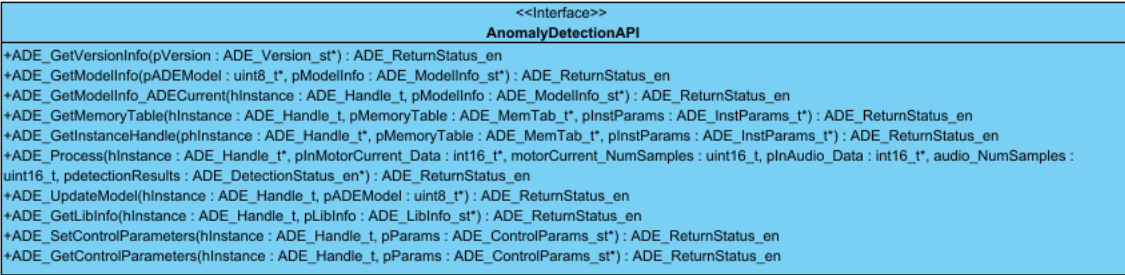 <<Interface>>
AnomalyDetectionAPI
+ADE_GetVersionInfo(pVersion : ADE_Version_st*) : ADE_ReturnStatus_en
+ADE_GetModelInfo(pADEModel : uint8_t*, pModelInfo : ADE_ModelInfo_st*) : ADE_ReturnStatus_en
+ADE_GetModelInfo_ADECurrent(hInstance : ADE_Handle_t, pModelInfo : ADE_ModelInfo_st*) : ADE_ReturnStatus_en
+ADE_GetMemoryTable(hInstance : ADE_Handle_t, pMemoryTable : ADE_MemTab_t*, pInstParams : ADE_InstParams_t*) : ADE_ReturnStatus_en
+ADE_GetInstanceHandle(phInstance : ADE_Handle_t*, pMemoryTable : ADE_MemTab_t*, pInstParams : ADE_InstParams_t*) : ADE_ReturnStatus_en
+ADE_Process(hInstance : ADE_Handle_t*, pInMotorCurrent_Data : int16_t*, motorCurrent_NumSamples : uint16_t, pInAudio_Data : int16_t*, audio_NumSamples :
uint16_t, pdetectionResults : ADE_DetectionStatus_en*) : ADE_ReturnStatus_en
+ADE_UpdateModel(hInstance : ADE_Handle_t, pADEModel : uint8_t*) : ADE_ReturnStatus_en
+ADE_GetLibInfo(hInstance : ADE_Handle_t, pLibInfo : ADE_LibInfo_st*) : ADE_ReturnStatus_en
+ADE_SetControlParameters(hInstance : ADE_Handle_t, pParams : ADE_ControlParams_st*) : ADE_ReturnStatus_en
+ADE_GetControlParameters(hInstance : ADE_Handle_t, pParams : ADE_ControlParams_st*) : ADE_ReturnStatus_en